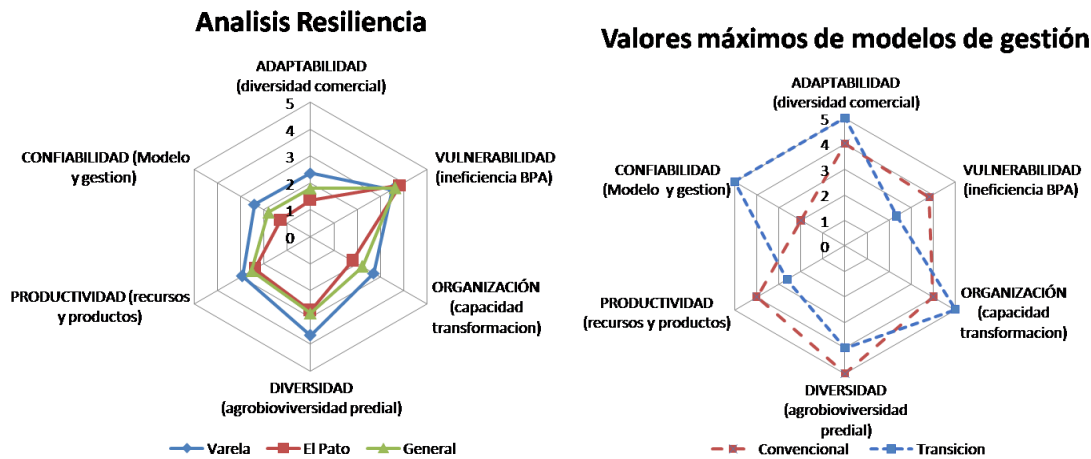 Analisis Resiliencia
ADAPTABILIDAD
(diversidad comercial)
5
4
3
2
1
0
VULNERABILIDAD
(ineficiencia BPA)
ORGANIZACIÓN
(capacidad
transformacion)
DIVERSIDAD
(agrobioviversidad predial)
PRODUCTIVIDAD (recursos
y productos)
CONFIABILIDAD (Modelo
y gestion)
Varela
El Pato
General
Valores máximos de modelos de gestión
ADAPTABILIDAD
(diversidad comercial)
5
4
3
2
1
0
VULNERABILIDAD
(ineficiencia BPA)
ORGANIZACIÓN
(capacidad
transformacion)
DIVERSIDAD
(agrobioviversidad
predial)
PRODUCTIVIDAD
(recursos y productos)
CONFIABILIDAD
(Modelo y gestion)
Convencional
Transicion